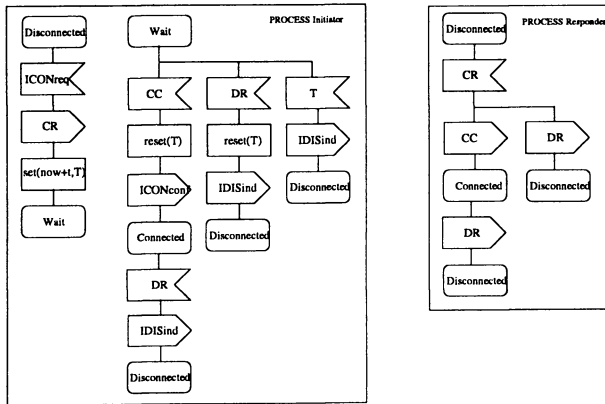 PROCESS Initiator
Disconnected
ICONreq
CR
set(now+t,T)
Wait
Wait
CC
DR
T
reset(T)
reset(T)
IDISind
ICONconf
IDISind
Disconnected
Connected
Disconnected
DR
IDISind
Disconnected
PROCESS Responder
Disconnected
CR
CC
DR
Connected
Disconnected
DR
Disconnected